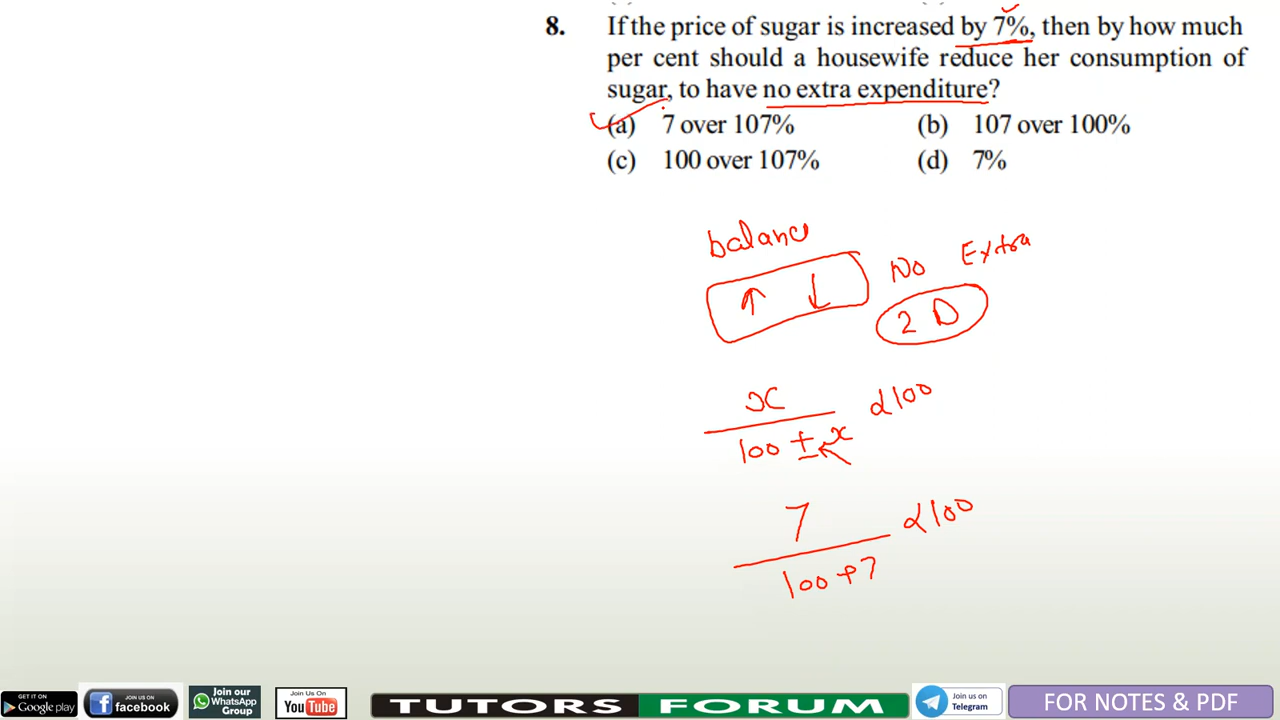 8. If the price of sugar is increased by 7%, then by how much
per cent should a housewife reduce her consumption of
sugar, to have no extra expenditure?
(a) 7 over 107% (b) 107 over 100%
(c) 100 over 107% (d) 7%
balance
↑ ↓ No Extra
2 D
x
100 ± x
x100
7
100 + 7
x100
GET IT ON
Google play
JOIN US ON
facebook
Join our
WhatsApp
Group
Join Us On
YouTube
TUTORS FORUM
Join us on
Telegram
FOR NOTES & PDF